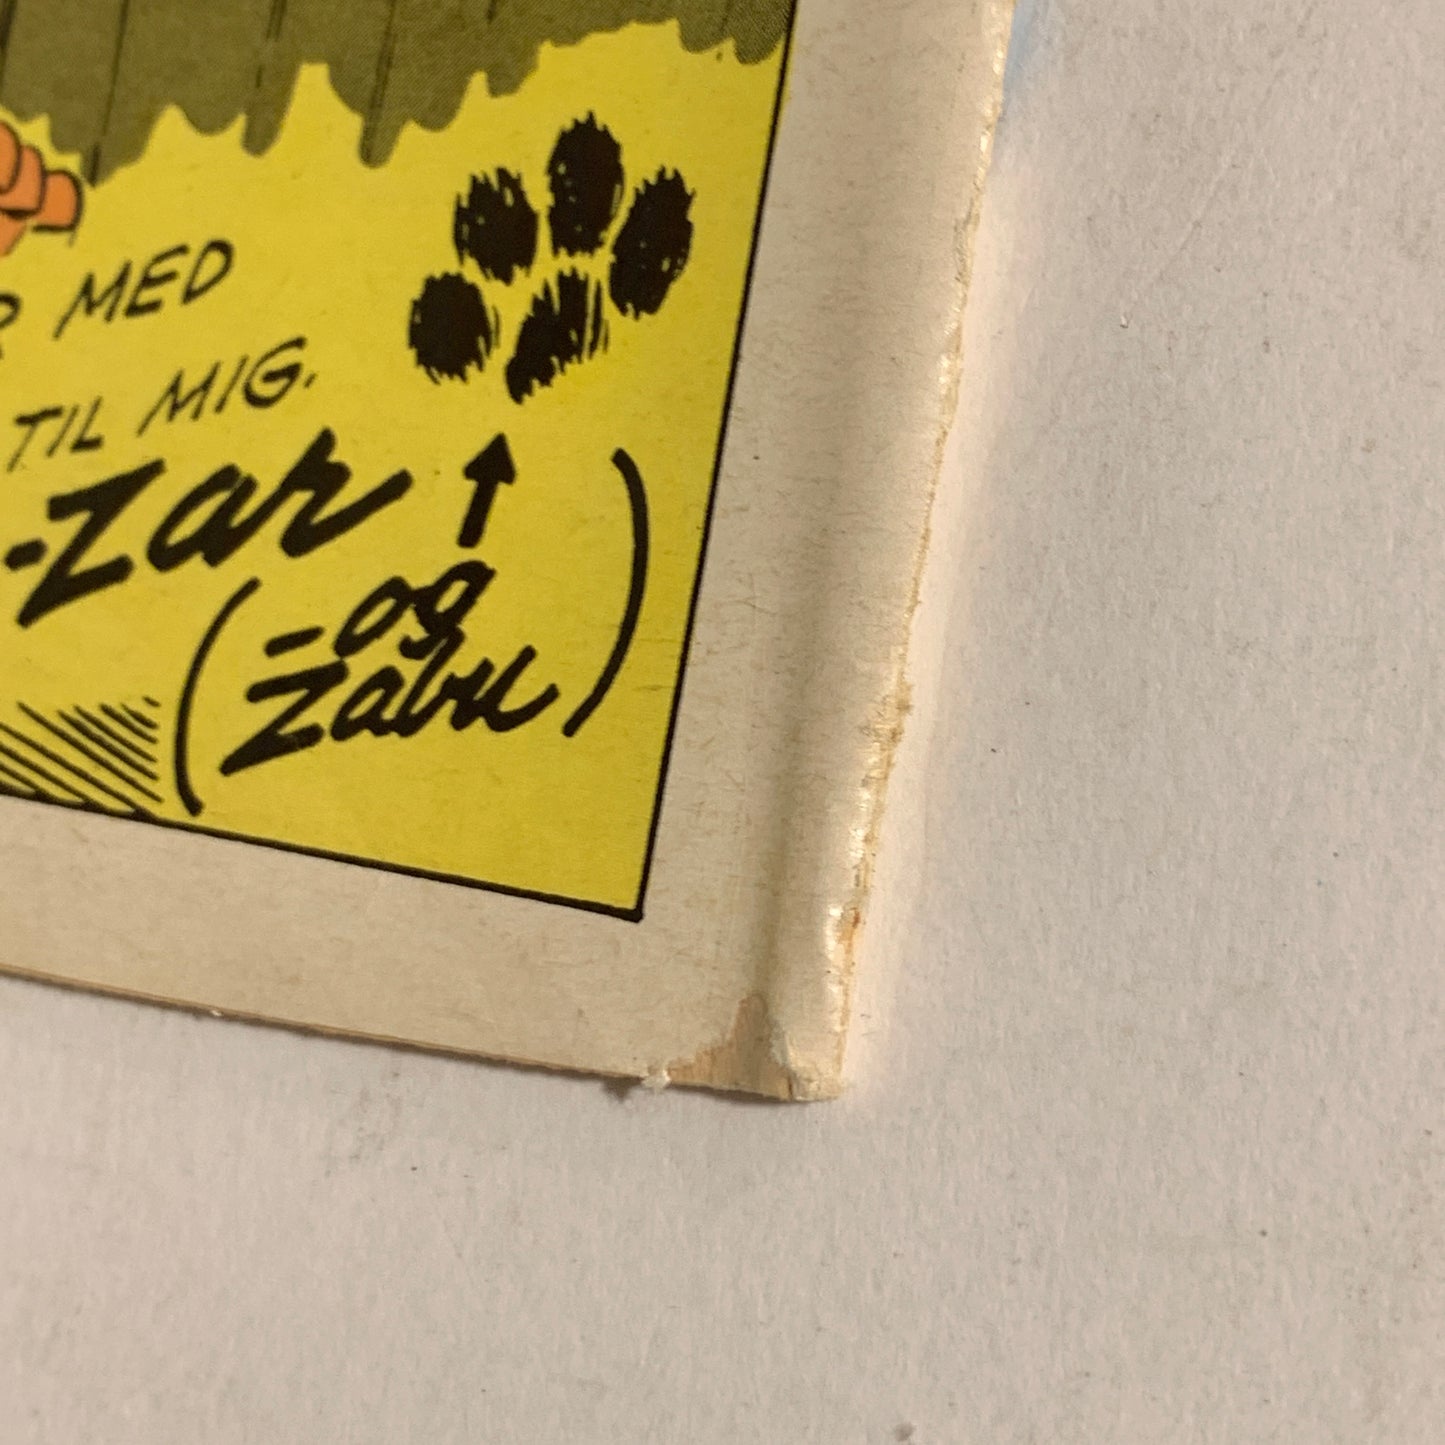 MED
TIL MIG.
-Zar
(-og
Zabu)